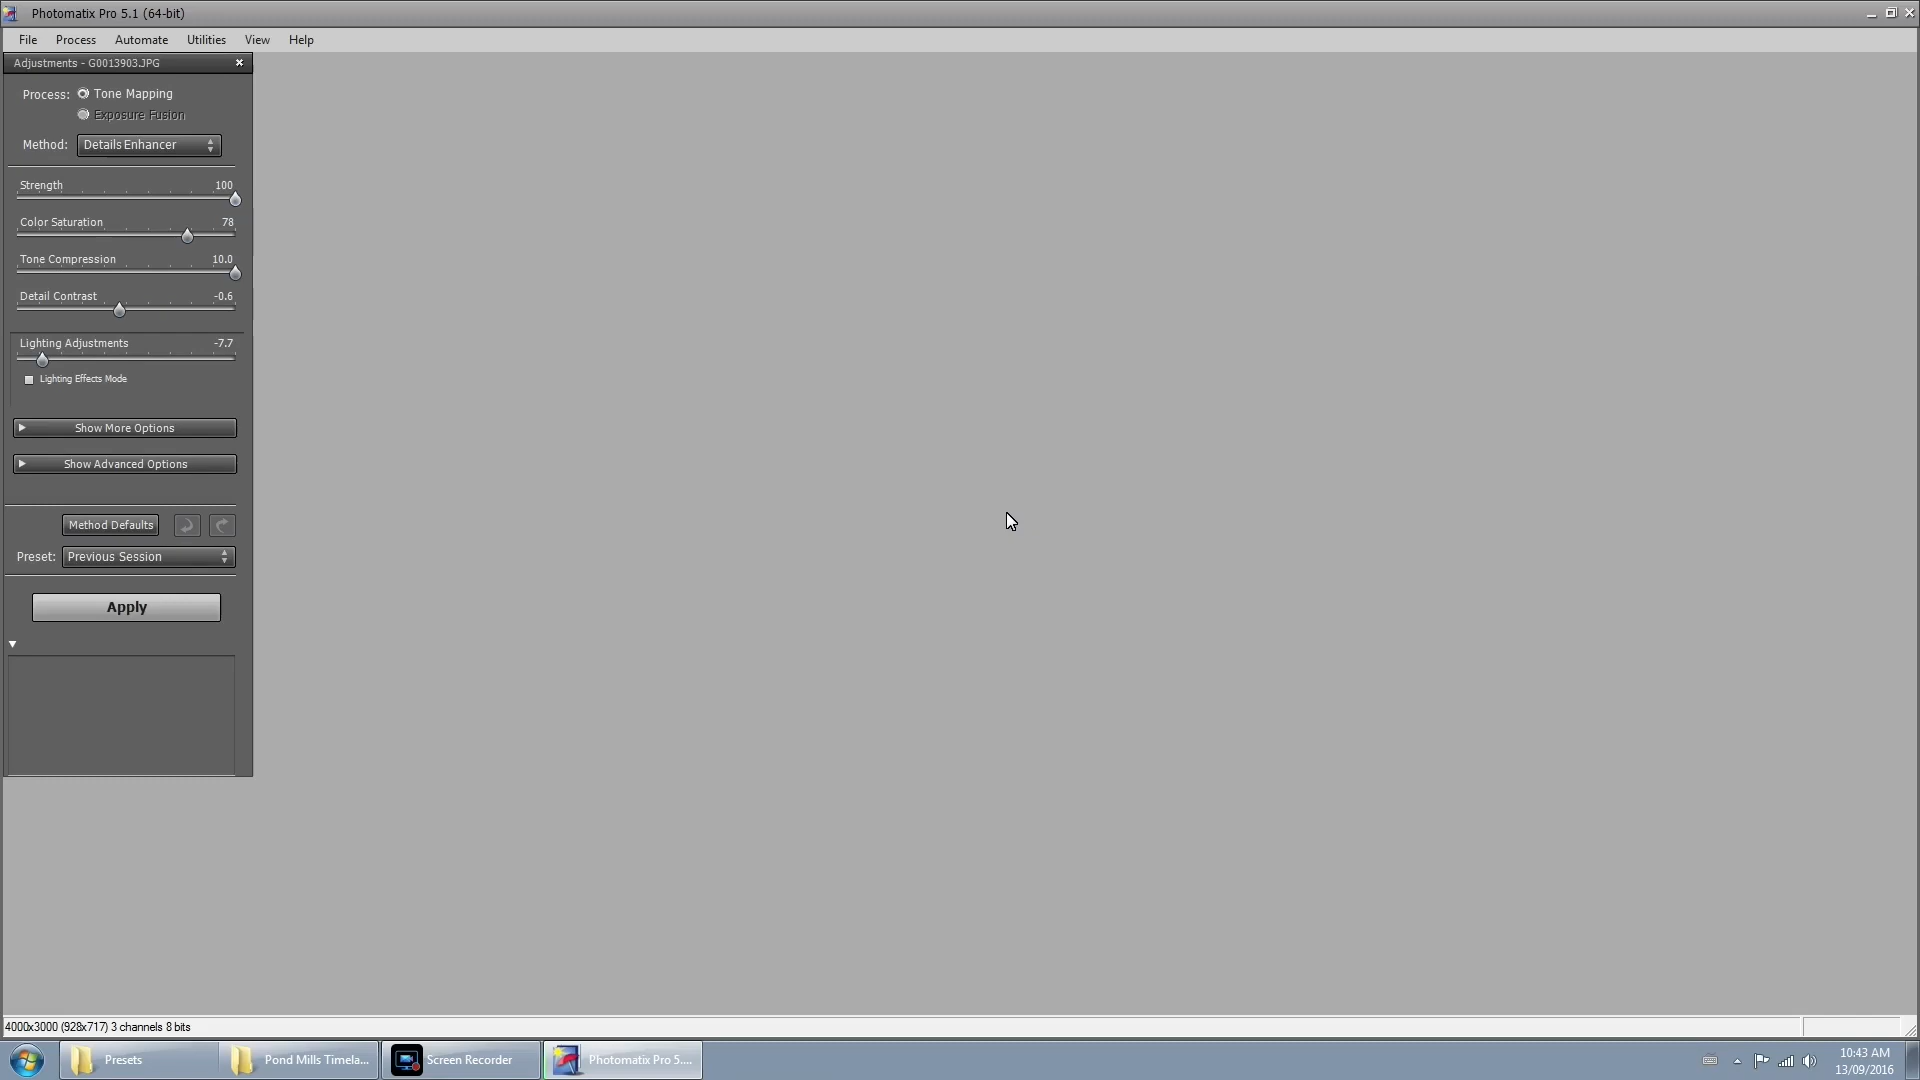 Photomatix Pro 5.1 (64-bit)
File Process Automate Utilities View Help
Adjustments - G0013903.JPG
Process: Tone Mapping
Exposure Fusion
Method: Details Enhancer
Strength 100
Color Saturation 78
Tone Compression 10.0
Detail Contrast -0.6
Lighting Adjustments -7.7
Lighting Effects Mode
Show More Options
Show Advanced Options
Method Defaults
Preset: Previous Session
Apply
4000x3000 (928x717) 3 channels 8 bits
Presets Pond Mills Timela... Screen Recorder Photomatix Pro 5....
10:43 AM
13/09/2016